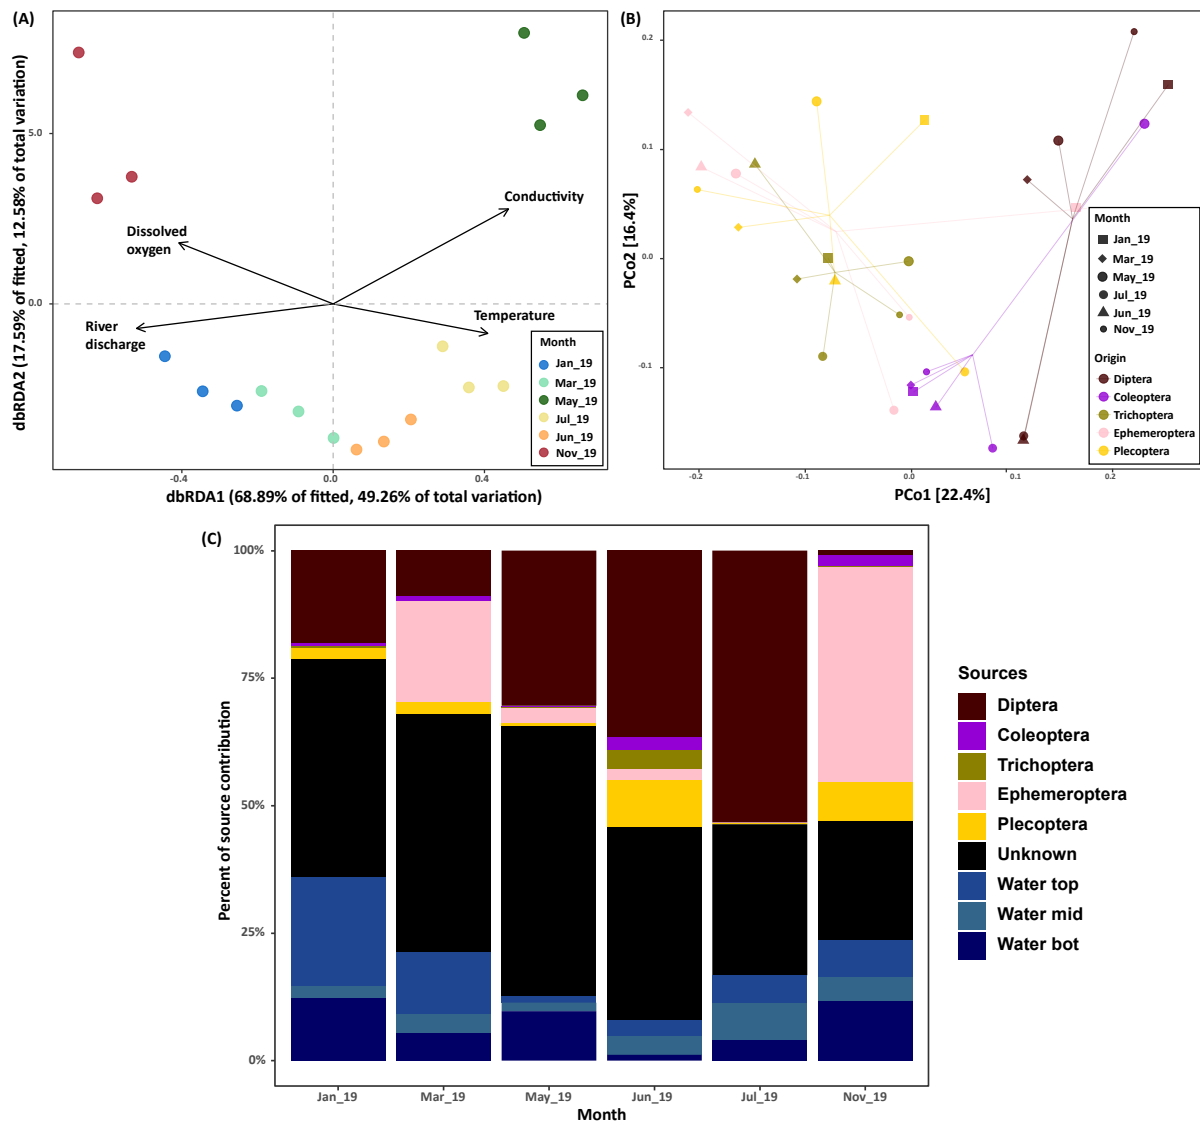 (A)
dbRDA2 (17.59% of fitted, 12.58% of total variation)
5.0
0.0
Conductivity
Dissolved
oxygen
River
discharge
Temperature
Month
Jan_19
Mar_19
May_19
Jul_19
Jun_19
Nov_19
-0.4
0.0
0.4
dbRDA1 (68.89% of fitted, 49.26% of total variation)
(B)
PCo2 [16.4%]
0.2
0.1
0.0
-0.1
Month
Jan_19
Mar_19
May_19
Jul_19
Jun_19
Nov_19
Origin
Diptera
Coleoptera
Trichoptera
Ephemeroptera
Plecoptera
-0.2
-0.1
0.0
0.1
0.2
PCo1 [22.4%]
(C)
Percent of source contribution
100%
75%
50%
25%
0%
Jan_19
Mar_19
May_19
Jun_19
Jul_19
Nov_19
Month
Sources
Diptera
Coleoptera
Trichoptera
Ephemeroptera
Plecoptera
Unknown
Water top
Water mid
Water bot